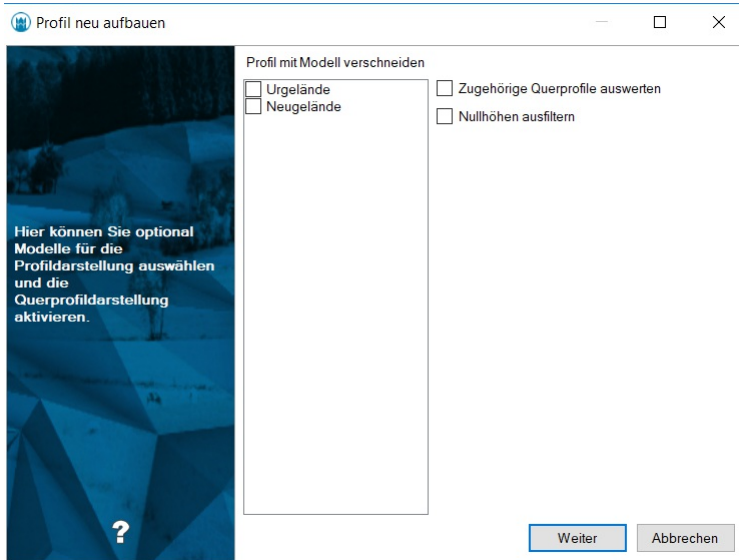 Profil neu aufbauen
Profil mit Modell verschneiden
Urgelände
Neugelände
Zugehörige Querprofile auswerten
Nullhöhen ausfiltern
Hier können Sie optional
Modelle für die
Profildarstellung auswählen
und die
Querprofildarstellung
aktivieren.
?
Weiter
Abbrechen